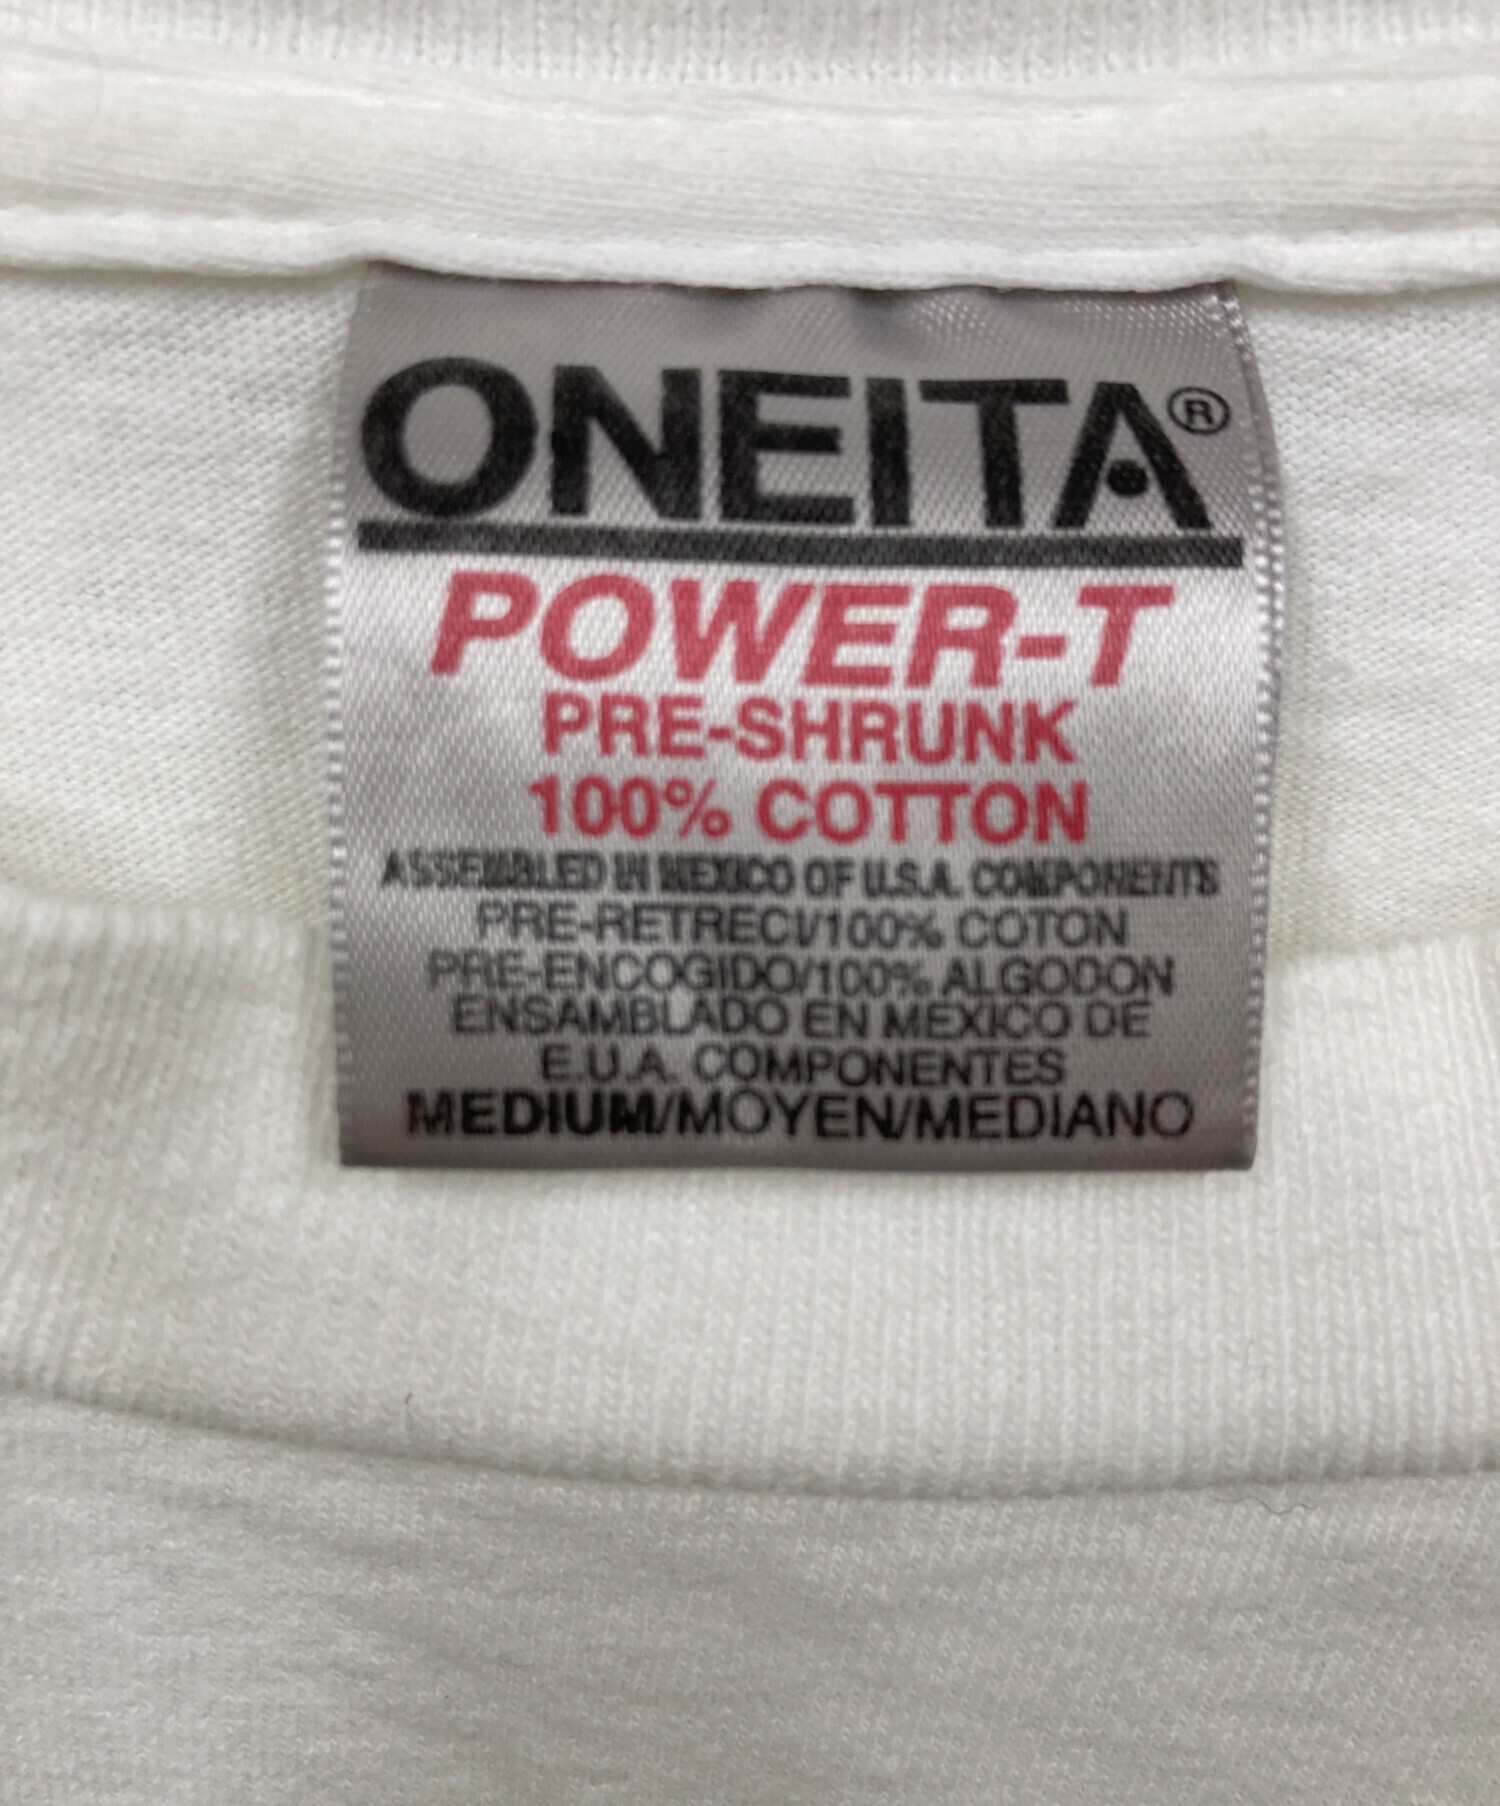 ONEITA®
POWER-T
PRE-SHRUNK
100% COTTON
ASSEMBLED IN MEXICO OF U.S.A. COMPONENTS
PRE-RETRECI/100% COTON
PRE-ENCOGIDO/100% ALGODON
ENSAMBLADO EN MEXICO DE
E.U.A. COMPONENTES
MEDIUM/MOYEN/MEDIANO